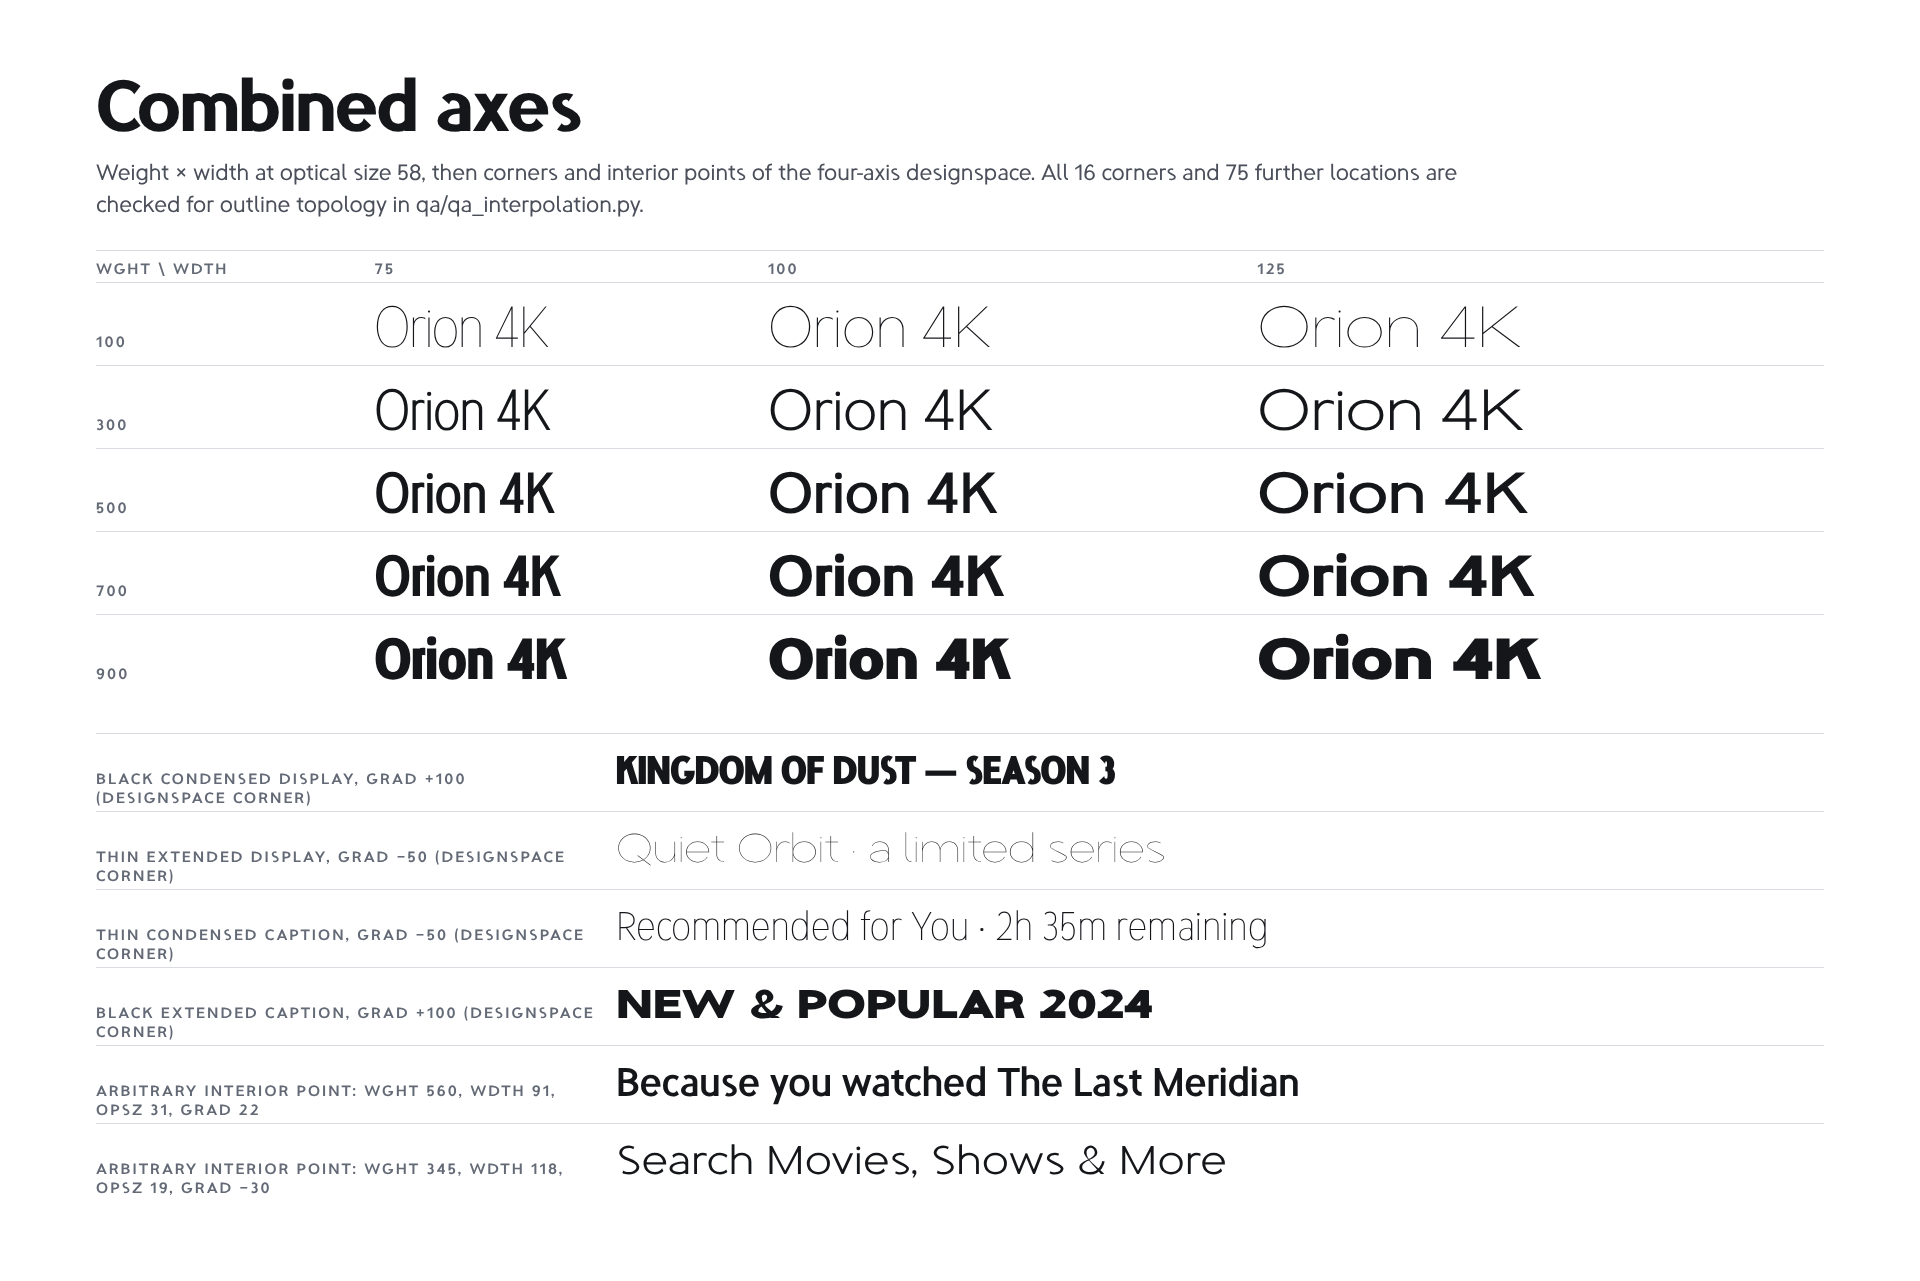 Combined axes
Weight × width at optical size 58, then corners and interior points of the four-axis designspace. All 16 corners and 75 further locations are
checked for outline topology in qa/qa_interpolation.py.
WGHT \ WDTH 75 100 125
100 Orion 4K Orion 4K Orion 4K
300 Orion 4K Orion 4K Orion 4K
500 Orion 4K Orion 4K Orion 4K
700 Orion 4K Orion 4K Orion 4K
900 Orion 4K Orion 4K Orion 4K
BLACK CONDENSED DISPLAY, GRAD +100
(DESIGNSPACE CORNER)
KINGDOM OF DUST — SEASON 3
THIN EXTENDED DISPLAY, GRAD −50 (DESIGNSPACE
CORNER)
Quiet Orbit · a limited series
THIN CONDENSED CAPTION, GRAD −50 (DESIGNSPACE
CORNER)
Recommended for You · 2h 35m remaining
BLACK EXTENDED CAPTION, GRAD +100 (DESIGNSPACE
CORNER)
NEW & POPULAR 2024
ARBITRARY INTERIOR POINT: WGHT 560, WDTH 91,
OPSZ 31, GRAD 22
Because you watched The Last Meridian
ARBITRARY INTERIOR POINT: WGHT 345, WDTH 118,
OPSZ 19, GRAD −30
Search Movies, Shows & More